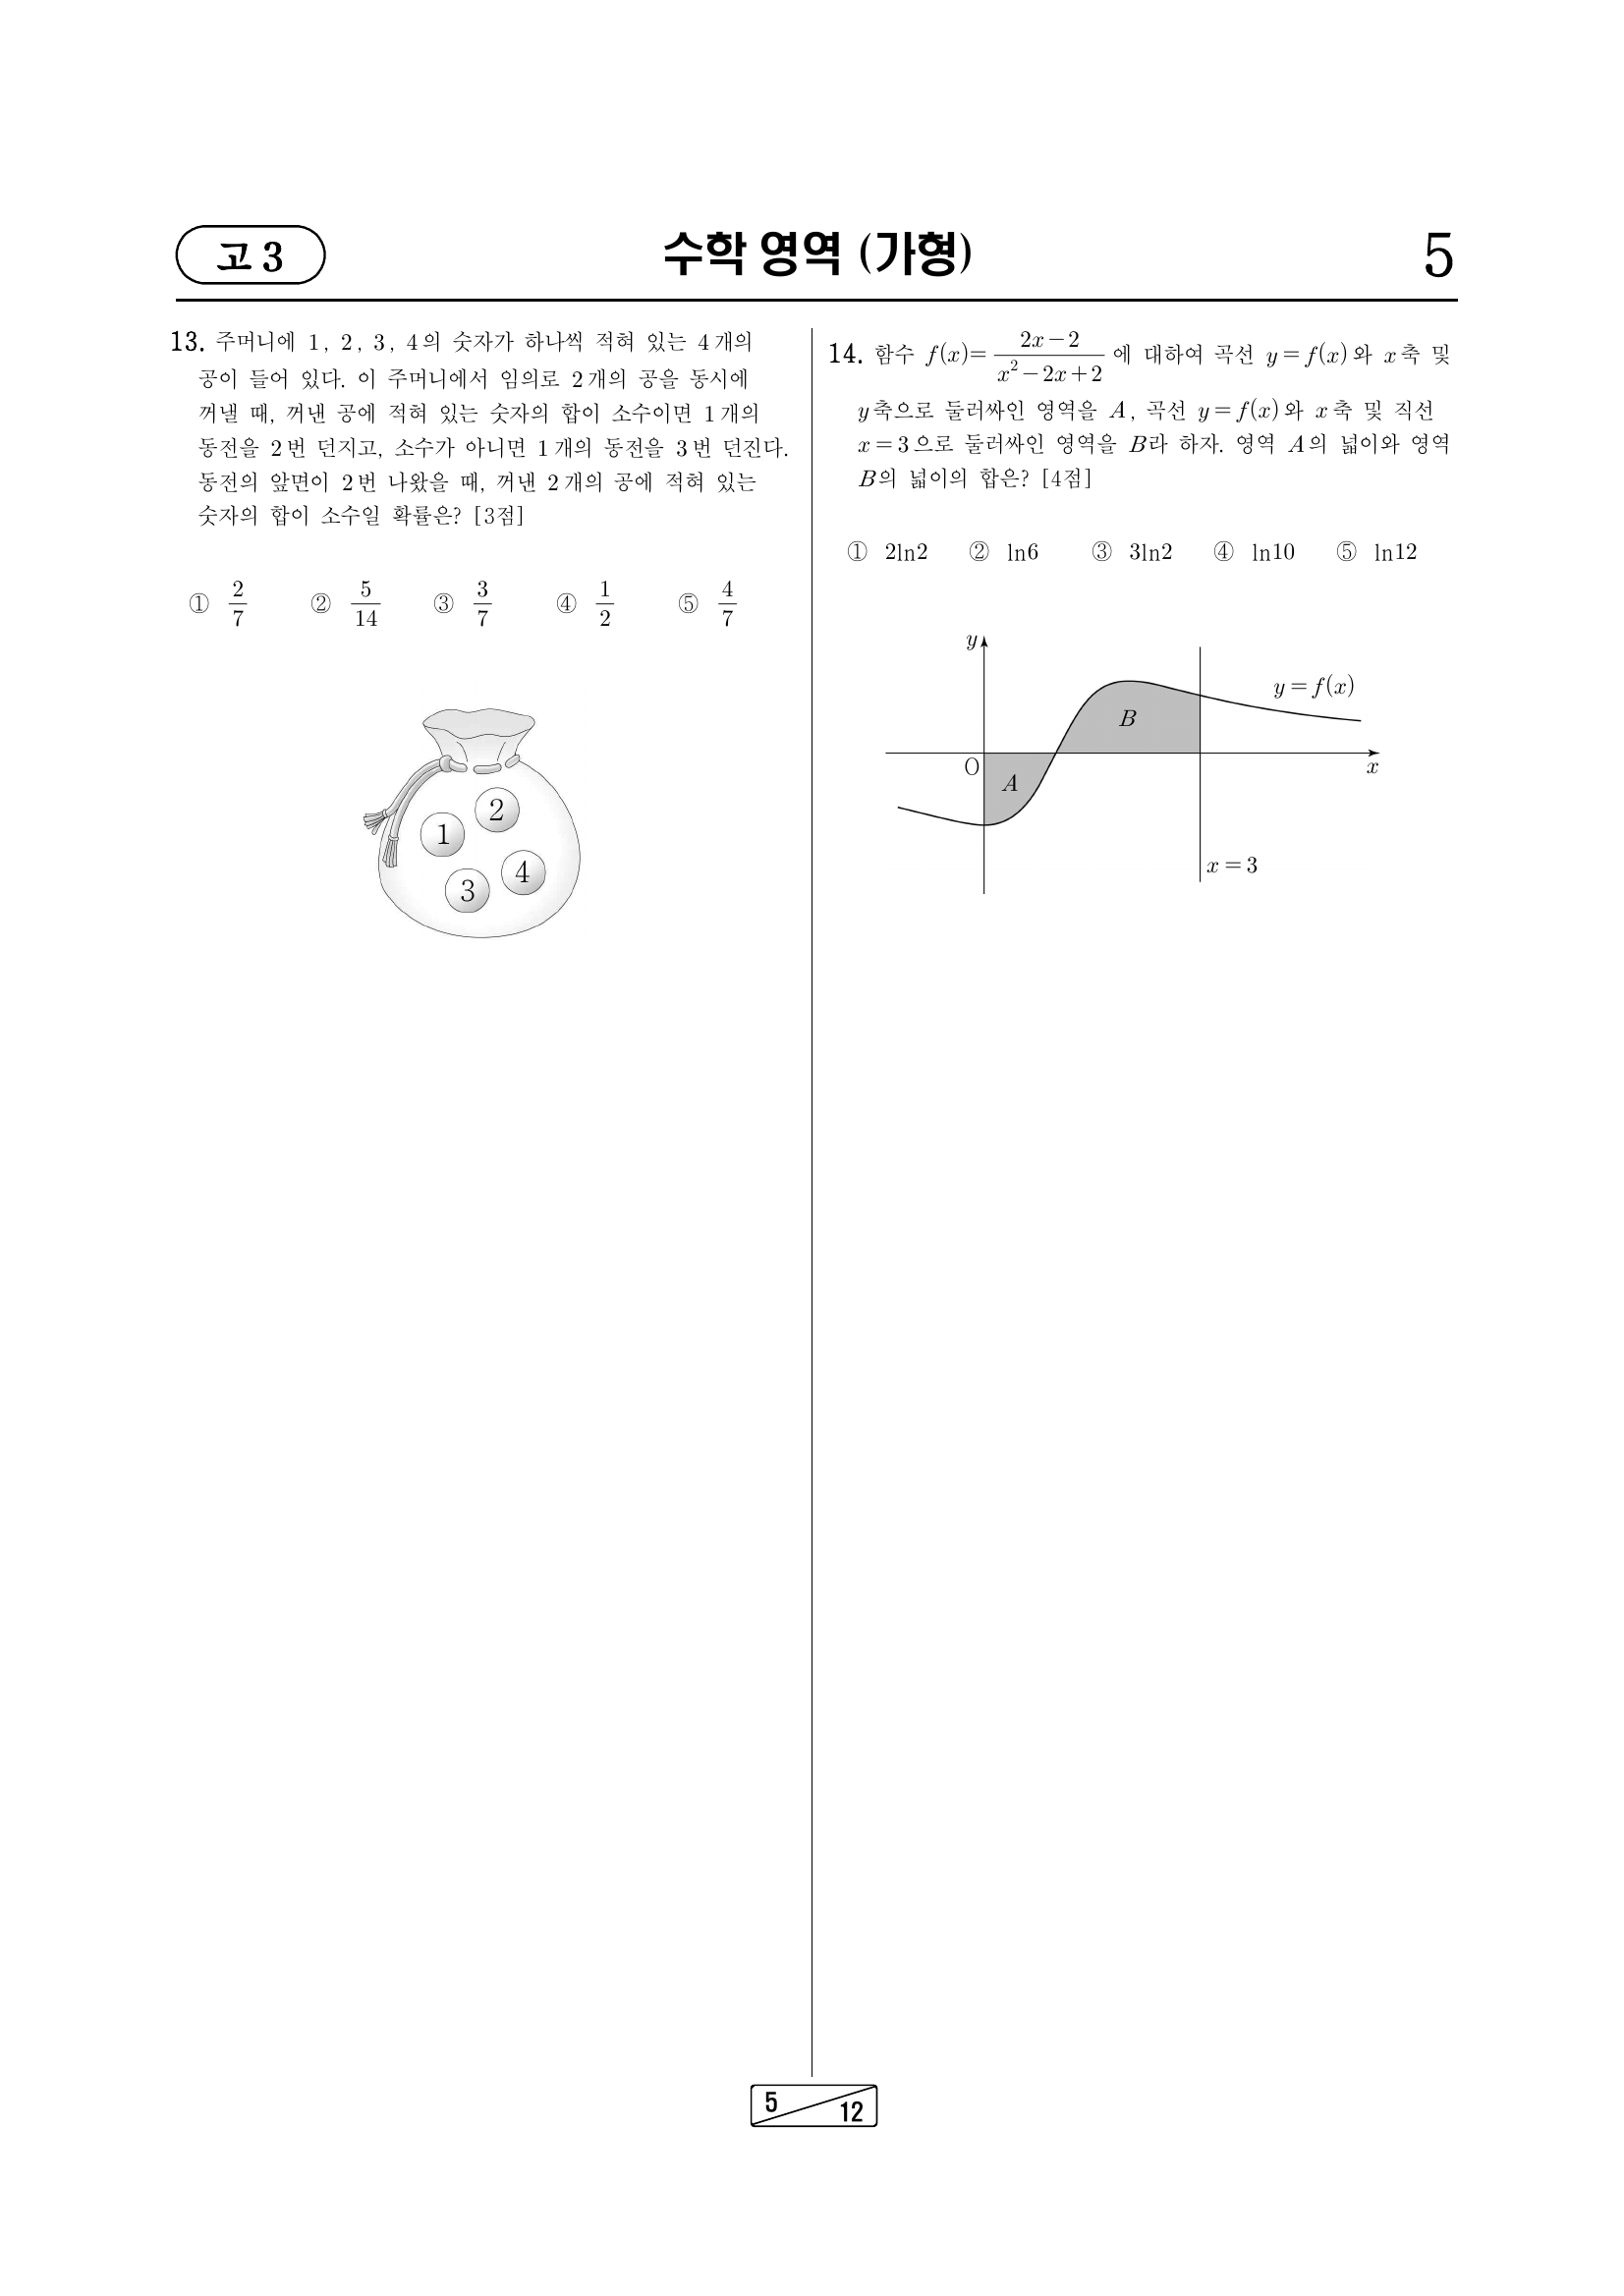 고 3
수학 영역 (가형)
5
13. 주머니에 1, 2, 3, 4의 숫자가 하나씩 적혀 있는 4개의
공이 들어 있다. 이 주머니에서 임의로 2개의 공을 동시에
꺼낼 때, 꺼낸 공에 적혀 있는 숫자의 합이 소수이면 1개의
동전을 2번 던지고, 소수가 아니면 1개의 동전을 3번 던진다.
동전의 앞면이 2번 나왔을 때, 꺼낸 2개의 공에 적혀 있는
숫자의 합이 소수일 확률은? [3점]
① 2/7 ② 5/14 ③ 3/7 ④ 1/2 ⑤ 4/7
1
2
3
4
14. 함수 f(x)= (2x-2)/(x²-2x+2) 에 대하여 곡선 y=f(x)와 x축 및
y축으로 둘러싸인 영역을 A, 곡선 y=f(x)와 x축 및 직선
x=3으로 둘러싸인 영역을 B라 하자. 영역 A의 넓이와 영역
B의 넓이의 합은? [4점]
① 2ln2 ② ln6 ③ 3ln2 ④ ln10 ⑤ ln12
y
y=f(x)
B
O
A
x
x=3
5
12